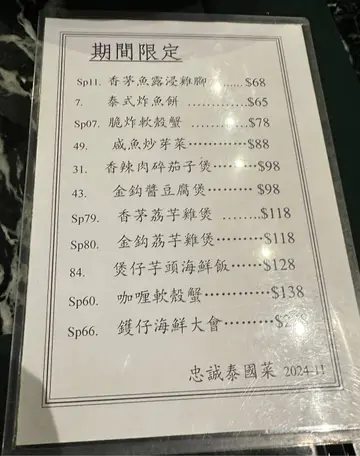 期間限定
Sp11. 香茅魚露浸雞腳 ......$68
7. 泰式炸魚餅 ............$65
Sp07. 脆炸軟殼蟹 ...........$78
49. 咸魚炒芽菜............$88
31. 香辣肉碎茄子煲.........$98
43. 金鈎醬豆腐煲......... $98
Sp79. 香茅荔芋雞煲 ........$118
Sp80. 金鈎荔芋雞煲 .........$118
84. 煲仔芋頭海鮮飯......$128
Sp60. 咖喱軟殼蟹............$138
Sp66. 鑊仔海鮮大會.........$2
忠誠泰國菜 2024-11